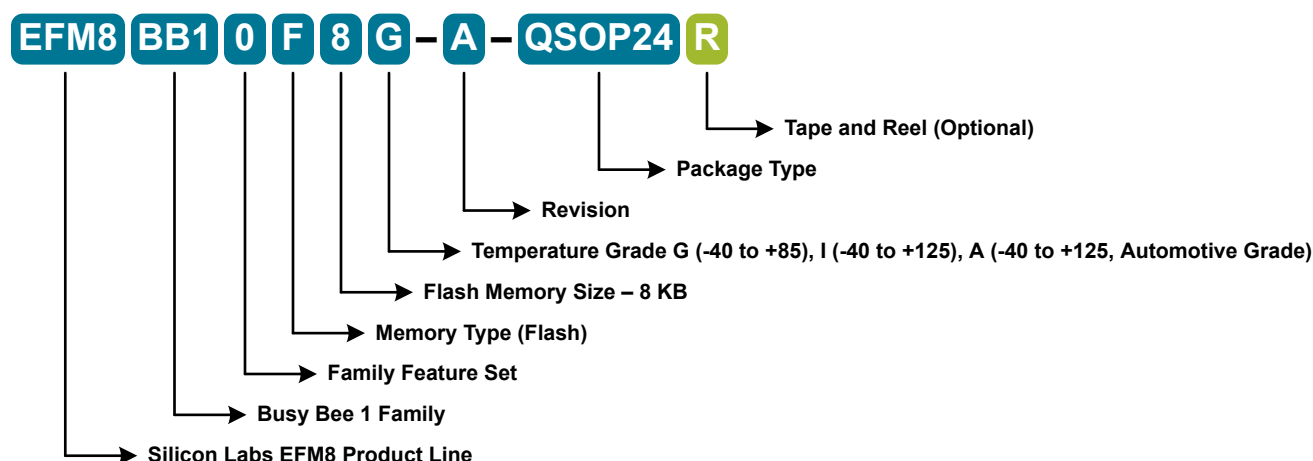 EFM8 BB1 0 F 8 G – A – QSOP24 R
Tape and Reel (Optional)
Package Type
Revision
Temperature Grade G (-40 to +85), I (-40 to +125), A (-40 to +125, Automotive Grade)
Flash Memory Size – 8 KB
Memory Type (Flash)
Family Feature Set
Busy Bee 1 Family
Silicon Labs EFM8 Product Line